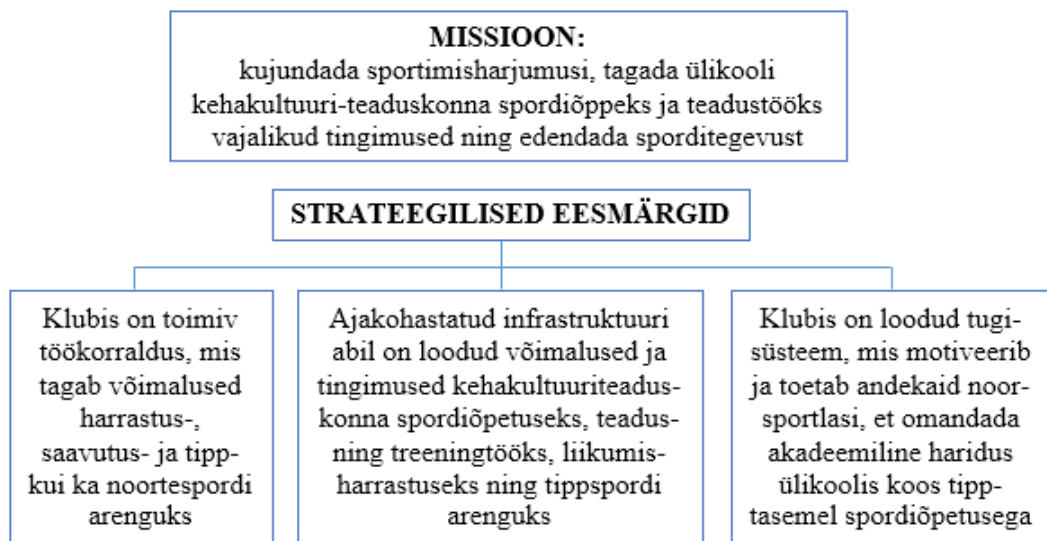 MISSIOON:
kujundada sportimisharjumusi, tagada ülikooli
kehakultuuri-teaduskonna spordiõppeks ja teadustööks
vajalikud tingimused ning edendada sporditegevust
STRATEEGILISED EESMÄRGID
Klubis on toimiv
töökorraldus, mis
tagab võimalused
harrastus-,
saavutus- ja tipp-
kui ka noortespordi
arenguks
Ajakohastatud infrastruktuuri
abil on loodud võimalused ja
tingimused kehakultuuriteadus-
konna spordiõpetuseks, teadus-
ning treeningtööks, liikumis-
harrastuseks ning tippspordi
arenguks
Klubis on loodud tugi-
süsteem, mis motiveerib
ja toetab andekaid noor-
sportlasi, et omandada
akadeemiline haridus
ülikoolis koos tipp-
tasemel spordiõpetusega